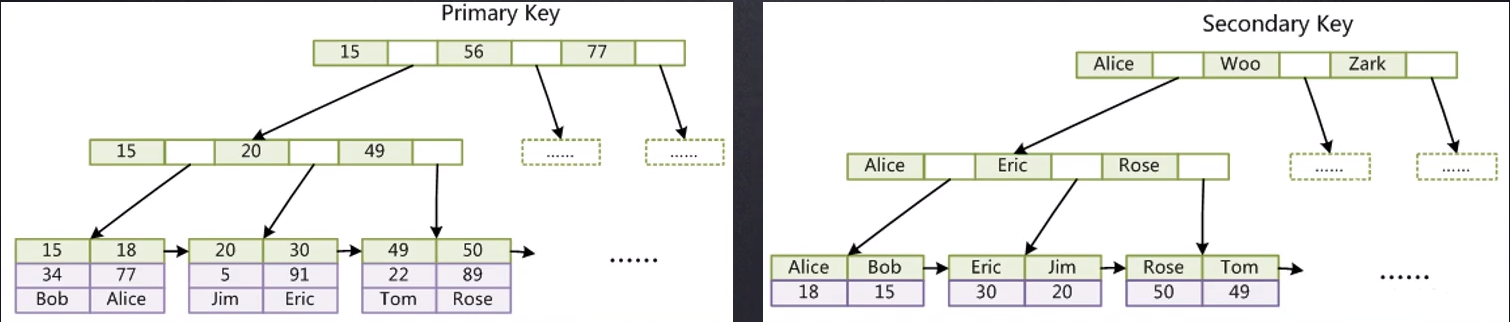 Primary Key
15 56 77
15 20 49
...... ......
15 18 20 30 49 50
34 77 5 91 22 89
Bob Alice Jim Eric Tom Rose
......
Secondary Key
Alice Woo Zark
Alice Eric Rose
...... ......
Alice Bob Eric Jim Rose Tom
18 15 30 20 50 49
......